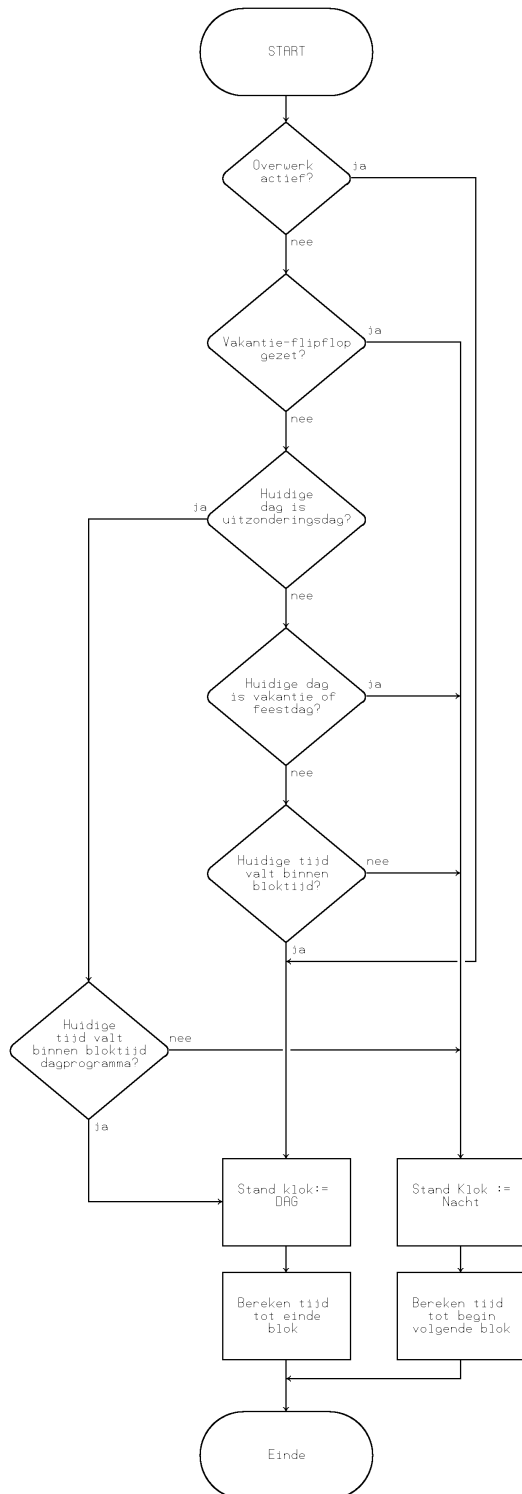 START
Overwerk
actief?
ja
nee
Vakantie-flipflop
gezet?
ja
nee
Huidige
dag is
uitzonderingsdag?
ja
nee
Huidige dag
is vakantie of
feestdag?
ja
nee
Huidige tijd
valt binnen
bloktijd?
nee
ja
Huidige
tijd valt
binnen bloktijd
dagprogramma?
nee
ja
Stand klok:=
DAG
Stand Klok :=
Nacht
Bereken tijd
tot einde
blok
Bereken tijd
tot begin
volgende blok
Einde